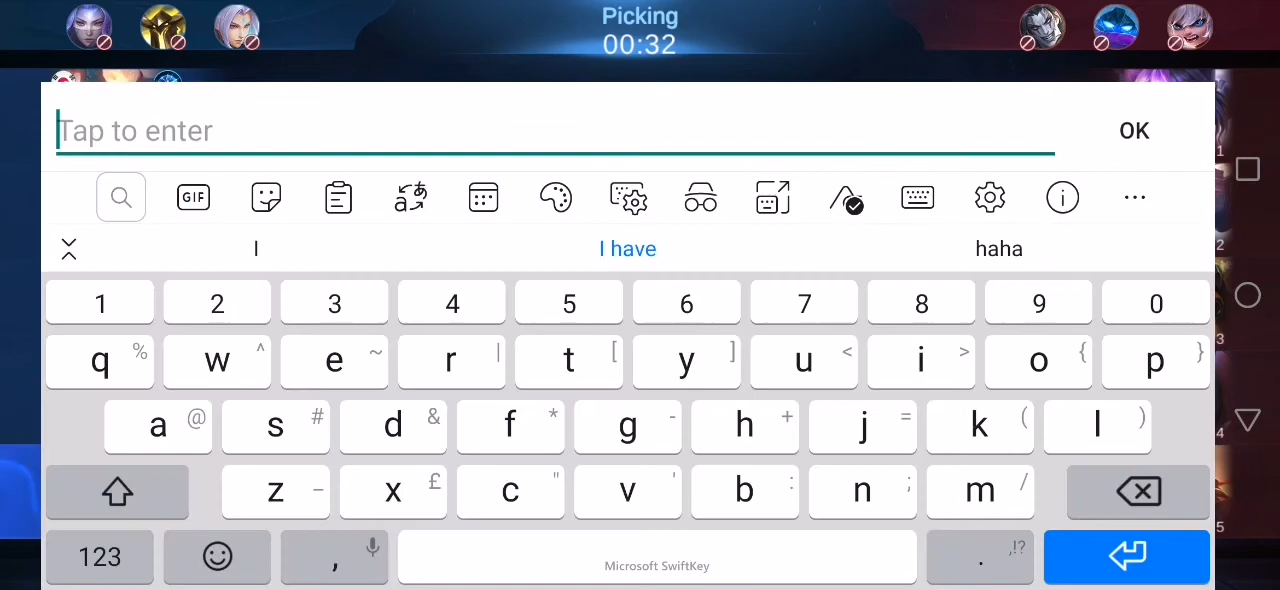 Picking
00:32
Tap to enter
OK
GIF
I I have haha
1 2 3 4 5 6 7 8 9 0
q % w ^ e ~ r | t [ y ] u < i > o { p }
a @ s # d & f * g - h + j = k ( l )
z _ x £ c " v ' b : n ; m /
123 , Microsoft SwiftKey . ,!?
1
2
3
4
5